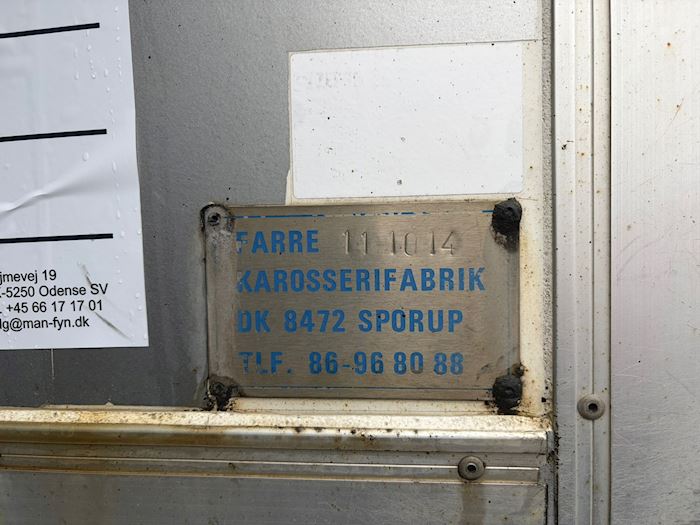 jmevej 19
-5250 Odense SV
+45 66 17 17 01
lg@man-fyn.dk
FARRE 11 1014
KAROSSERIFABRIK
DK 8472 SPORUP
TLF. 86-96 80 88